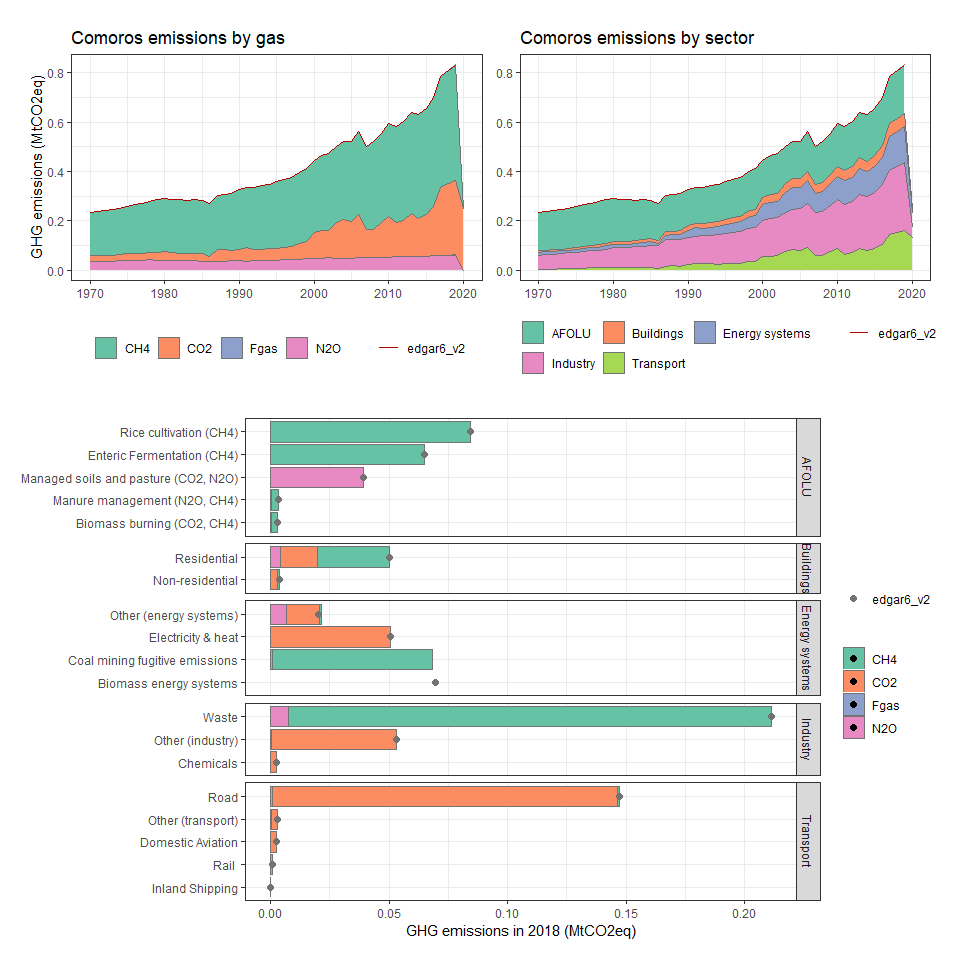 Comoros emissions by gas
GHG emissions (MtCO2eq)
0.8
0.6
0.4
0.2
0.0
1970 1980 1990 2000 2010 2020
CH4 CO2 Fgas N2O edgar6_v2
Comoros emissions by sector
0.8
0.6
0.4
0.2
0.0
1970 1980 1990 2000 2010 2020
AFOLU Buildings Energy systems edgar6_v2
Industry Transport
Rice cultivation (CH4)
Enteric Fermentation (CH4)
Managed soils and pasture (CO2, N2O)
Manure management (N2O, CH4)
Biomass burning (CO2, CH4)
AFOLU
Residential
Non-residential
Buildings
Other (energy systems)
Electricity & heat
Coal mining fugitive emissions
Biomass energy systems
Energy systems
Waste
Other (industry)
Chemicals
Industry
Road
Other (transport)
Domestic Aviation
Rail
Inland Shipping
Transport
0.00 0.05 0.10 0.15 0.20
GHG emissions in 2018 (MtCO2eq)
edgar6_v2
CH4
CO2
Fgas
N2O